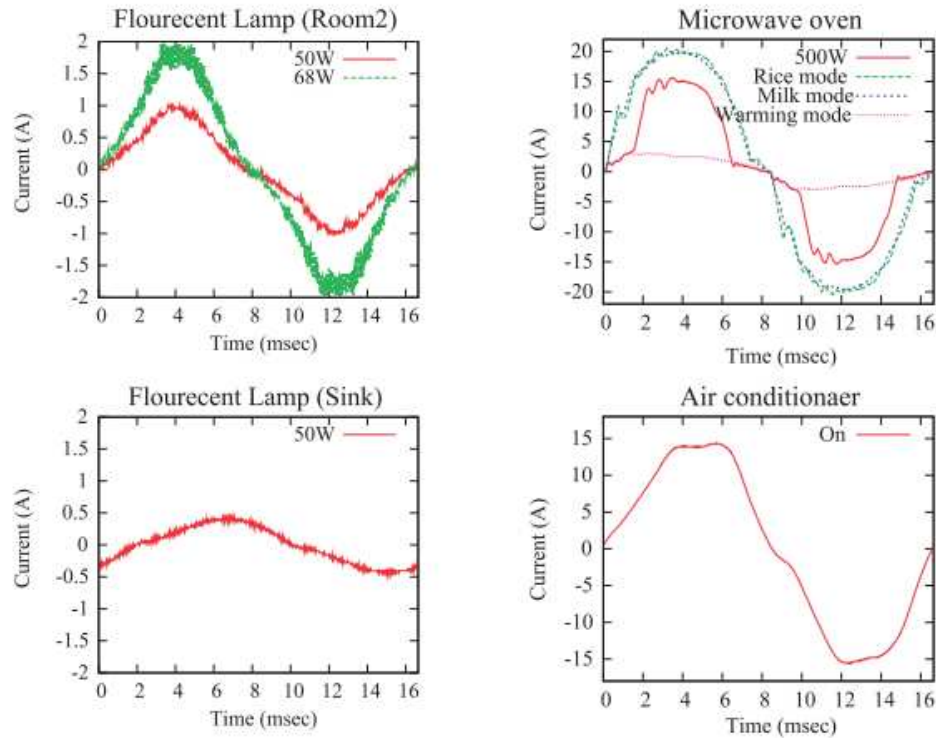 Flourecent Lamp (Room2)
50W
68W
2
1.5
1
0.5
0
-0.5
-1
-1.5
-2
Current (A)
0 2 4 6 8 10 12 14 16
Time (msec)
Microwave oven
500W
Rice mode
Milk mode
Warming mode
20
15
10
5
0
-5
-10
-15
-20
Current (A)
0 2 4 6 8 10 12 14 16
Time (msec)
Flourecent Lamp (Sink)
50W
2
1.5
1
0.5
0
-0.5
-1
-1.5
-2
Current (A)
0 2 4 6 8 10 12 14 16
Time (msec)
Air conditionaer
On
15
10
5
0
-5
-10
-15
Current (A)
0 2 4 6 8 10 12 14 16
Time (msec)